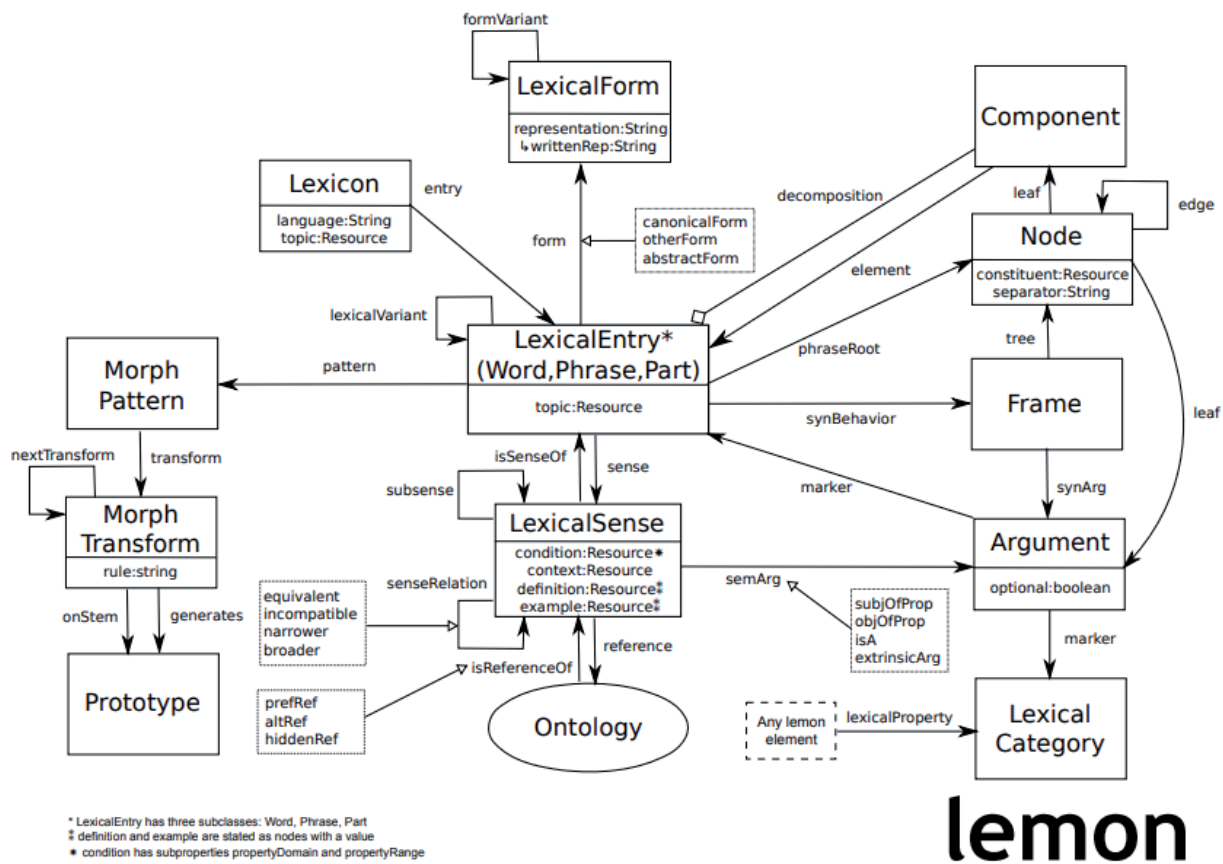 formVariant
LexicalForm
representation:String
↳writtenRep:String
Component
Lexicon
language:String
topic:Resource
entry
decomposition
leaf
edge
form
canonicalForm
otherForm
abstractForm
Node
constituent:Resource
separator:String
element
lexicalVariant
LexicalEntry*
(Word,Phrase,Part)
topic:Resource
phraseRoot
tree
Morph
Pattern
pattern
synBehavior
Frame
leaf
nextTransform
transform
isSenseOf
sense
marker
synArg
subsense
Morph
Transform
rule:string
LexicalSense
condition:Resource*
context:Resource
definition:Resource‡
example:Resource‡
Argument
optional:boolean
semArg
senseRelation
equivalent
incompatible
narrower
broader
subjOfProp
objOfProp
isA
extrinsicArg
onStem
generates
marker
isReferenceOf
reference
Prototype
prefRef
altRef
hiddenRef
Ontology
Any lemon
element
lexicalProperty
Lexical
Category
* LexicalEntry has three subclasses: Word, Phrase, Part
‡ definition and example are stated as nodes with a value
* condition has subproperties propertyDomain and propertyRange
lemon